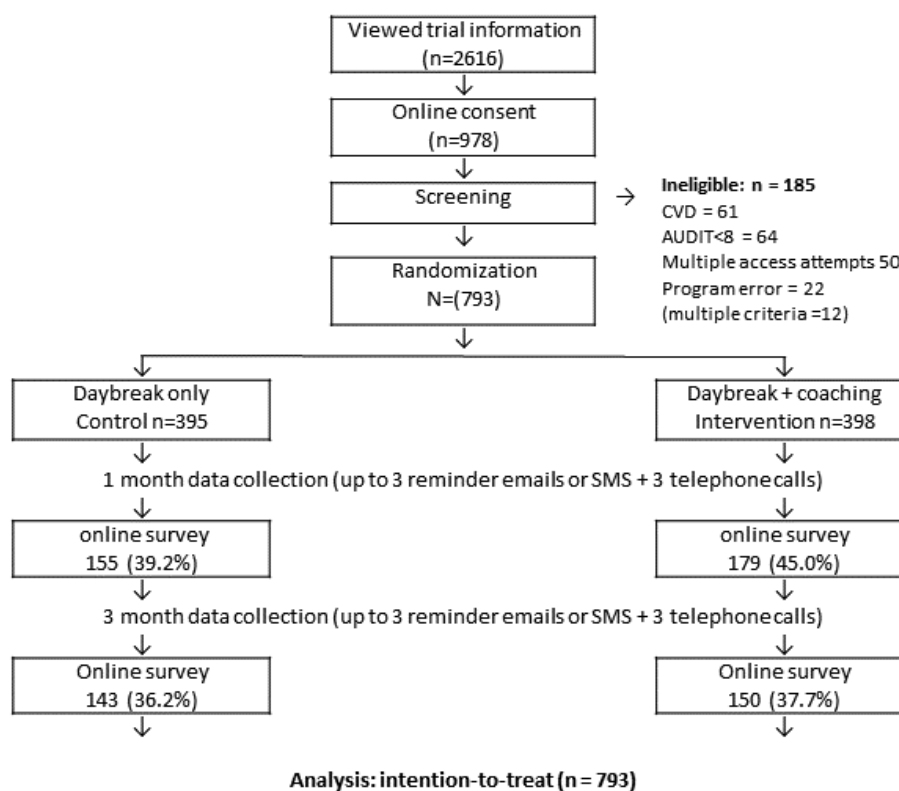 Viewed trial information
(n=2616)
Online consent
(n=978)
Screening
Ineligible: n = 185
CVD = 61
AUDIT<8 = 64
Multiple access attempts 50
Program error = 22
(multiple criteria =12)
Randomization
N=(793)
Daybreak only
Control n=395
Daybreak + coaching
Intervention n=398
1 month data collection (up to 3 reminder emails or SMS + 3 telephone calls)
online survey
155 (39.2%)
online survey
179 (45.0%)
3 month data collection (up to 3 reminder emails or SMS + 3 telephone calls)
Online survey
143 (36.2%)
Online survey
150 (37.7%)
Analysis: intention-to-treat (n = 793)